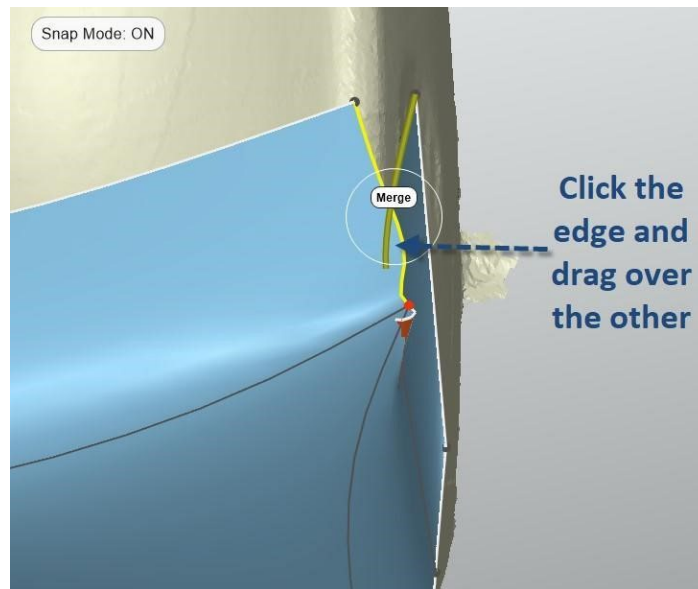 Snap Mode: ON
Merge
Click the
edge and
drag over
the other